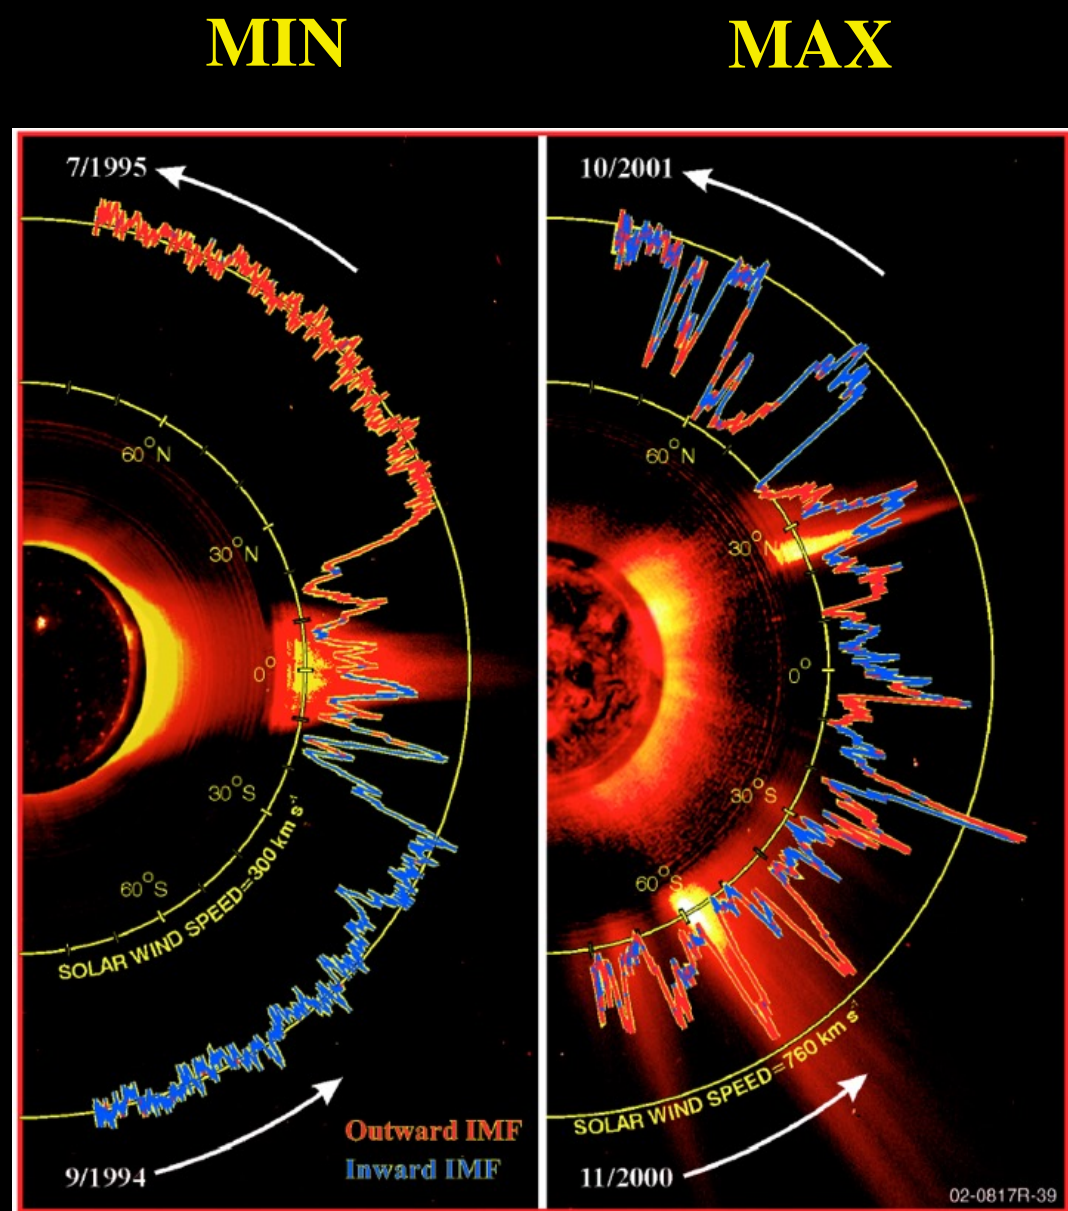 MIN
MAX
7/1995
10/2001
60°N
60°N
30°N
30°N
0°
0°
30°S
30°S
60°S
60°S
SOLAR WIND SPEED=300 km s⁻¹
SOLAR WIND SPEED=760 km s⁻¹
Outward IMF
Inward IMF
9/1994
11/2000
02-0817R-39